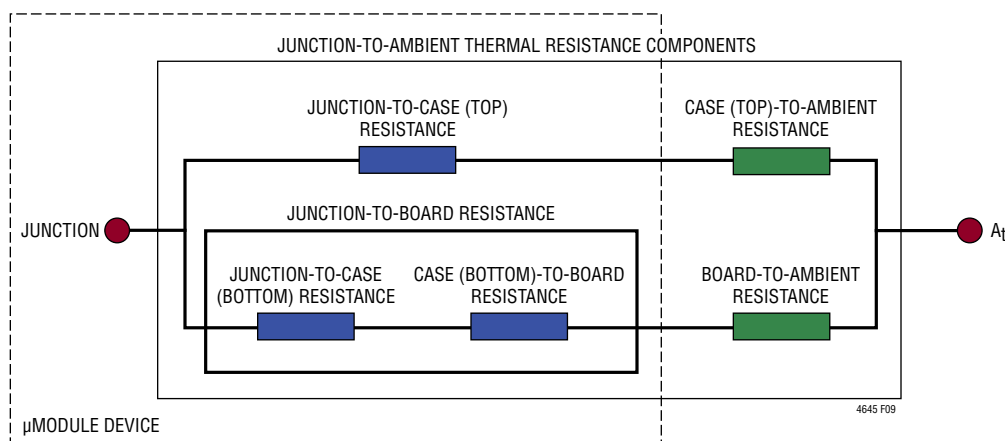 JUNCTION-TO-AMBIENT THERMAL RESISTANCE COMPONENTS
JUNCTION-TO-CASE (TOP)
RESISTANCE
CASE (TOP)-TO-AMBIENT
RESISTANCE
JUNCTION-TO-BOARD RESISTANCE
JUNCTION
At
JUNCTION-TO-CASE
(BOTTOM) RESISTANCE
CASE (BOTTOM)-TO-BOARD
RESISTANCE
BOARD-TO-AMBIENT
RESISTANCE
4645 F09
µMODULE DEVICE